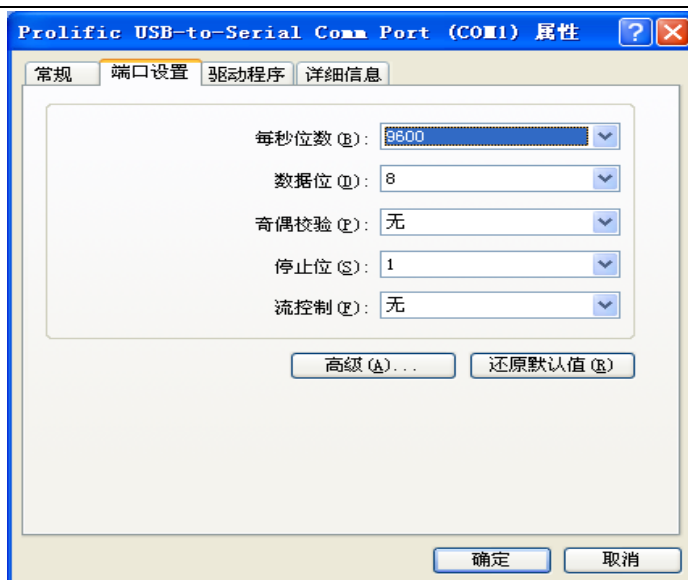 Prolific USB-to-Serial Comm Port (COM1) 属性
常规 端口设置 驱动程序 详细信息
每秒位数(B): 9600
数据位(D): 8
奇偶校验(P): 无
停止位(S): 1
流控制(F): 无
高级(A)... 还原默认值(R)
确定 取消